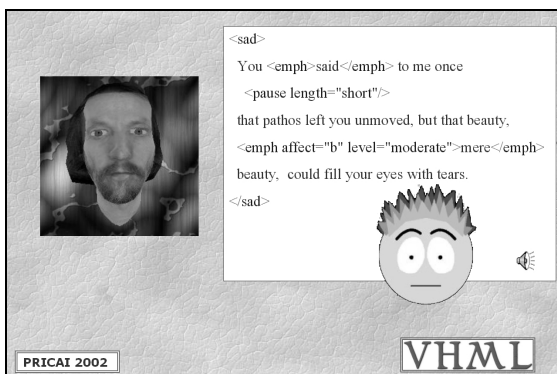 <sad>
You <emph>said</emph> to me once
<pause length="short"/>
that pathos left you unmoved, but that beauty,
<emph affect="b" level="moderate">mere</emph>
beauty, could fill your eyes with tears.
</sad>
PRICAI 2002
VHML